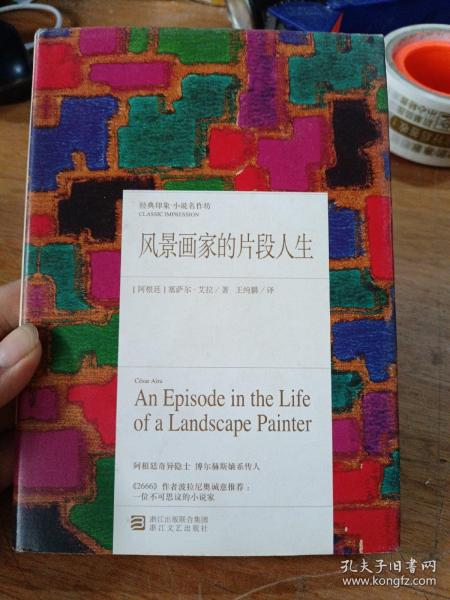 经典印象·小说名作坊
CLASSIC IMPRESSION
风景画家的片段人生
[阿根廷]塞萨尔·艾拉/著 王纯麟/译
César Aira
An Episode in the Life
of a Landscape Painter
阿根廷奇异隐士 博尔赫斯嫡系传人
《2666》作者波拉尼奥诚意推荐：
一位不可思议的小说家
浙江出版联合集团
浙江文艺出版社
孔夫子旧书网
www.kongfz.com